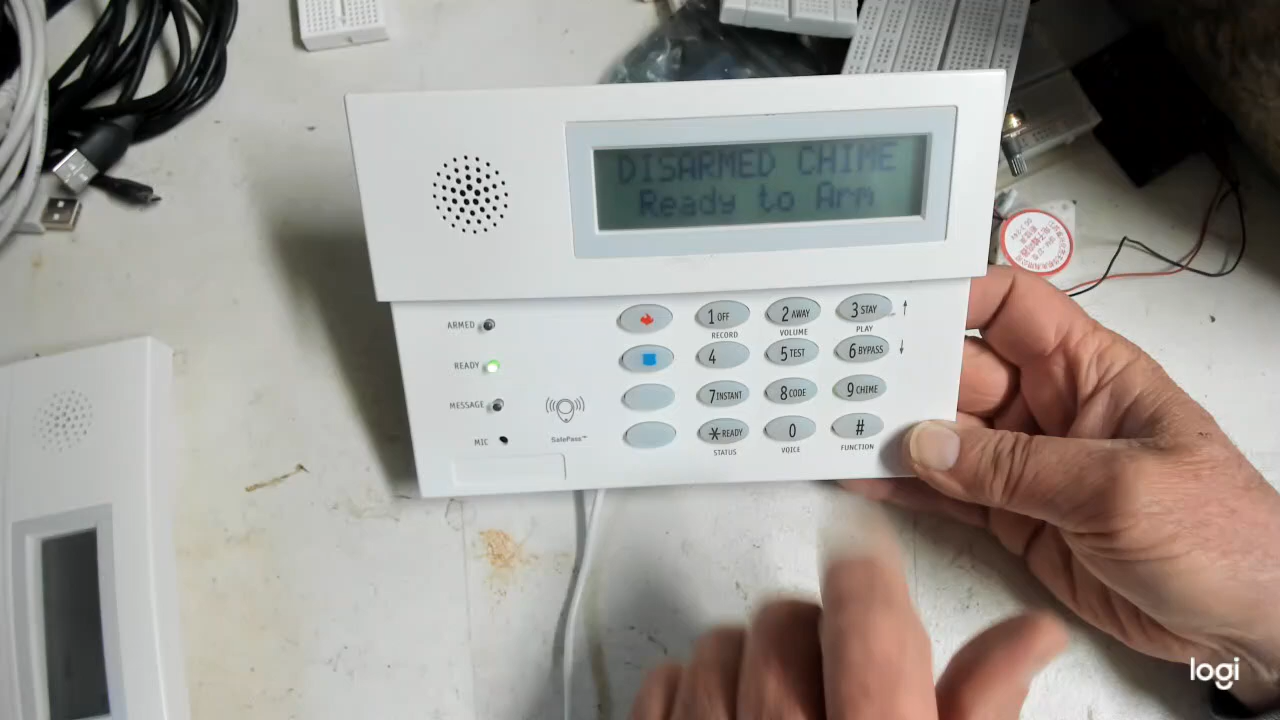 DISARMED CHIME
Ready to Arm
ARMED
READY
MESSAGE
MIC
SafePass™
1 OFF
RECORD
2 AWAY
VOLUME
3 STAY
PLAY
↑
4
5 TEST
6 BYPASS
↓
7 INSTANT
8 CODE
9 CHIME
* READY
STATUS
0
VOICE
#
FUNCTION
logi